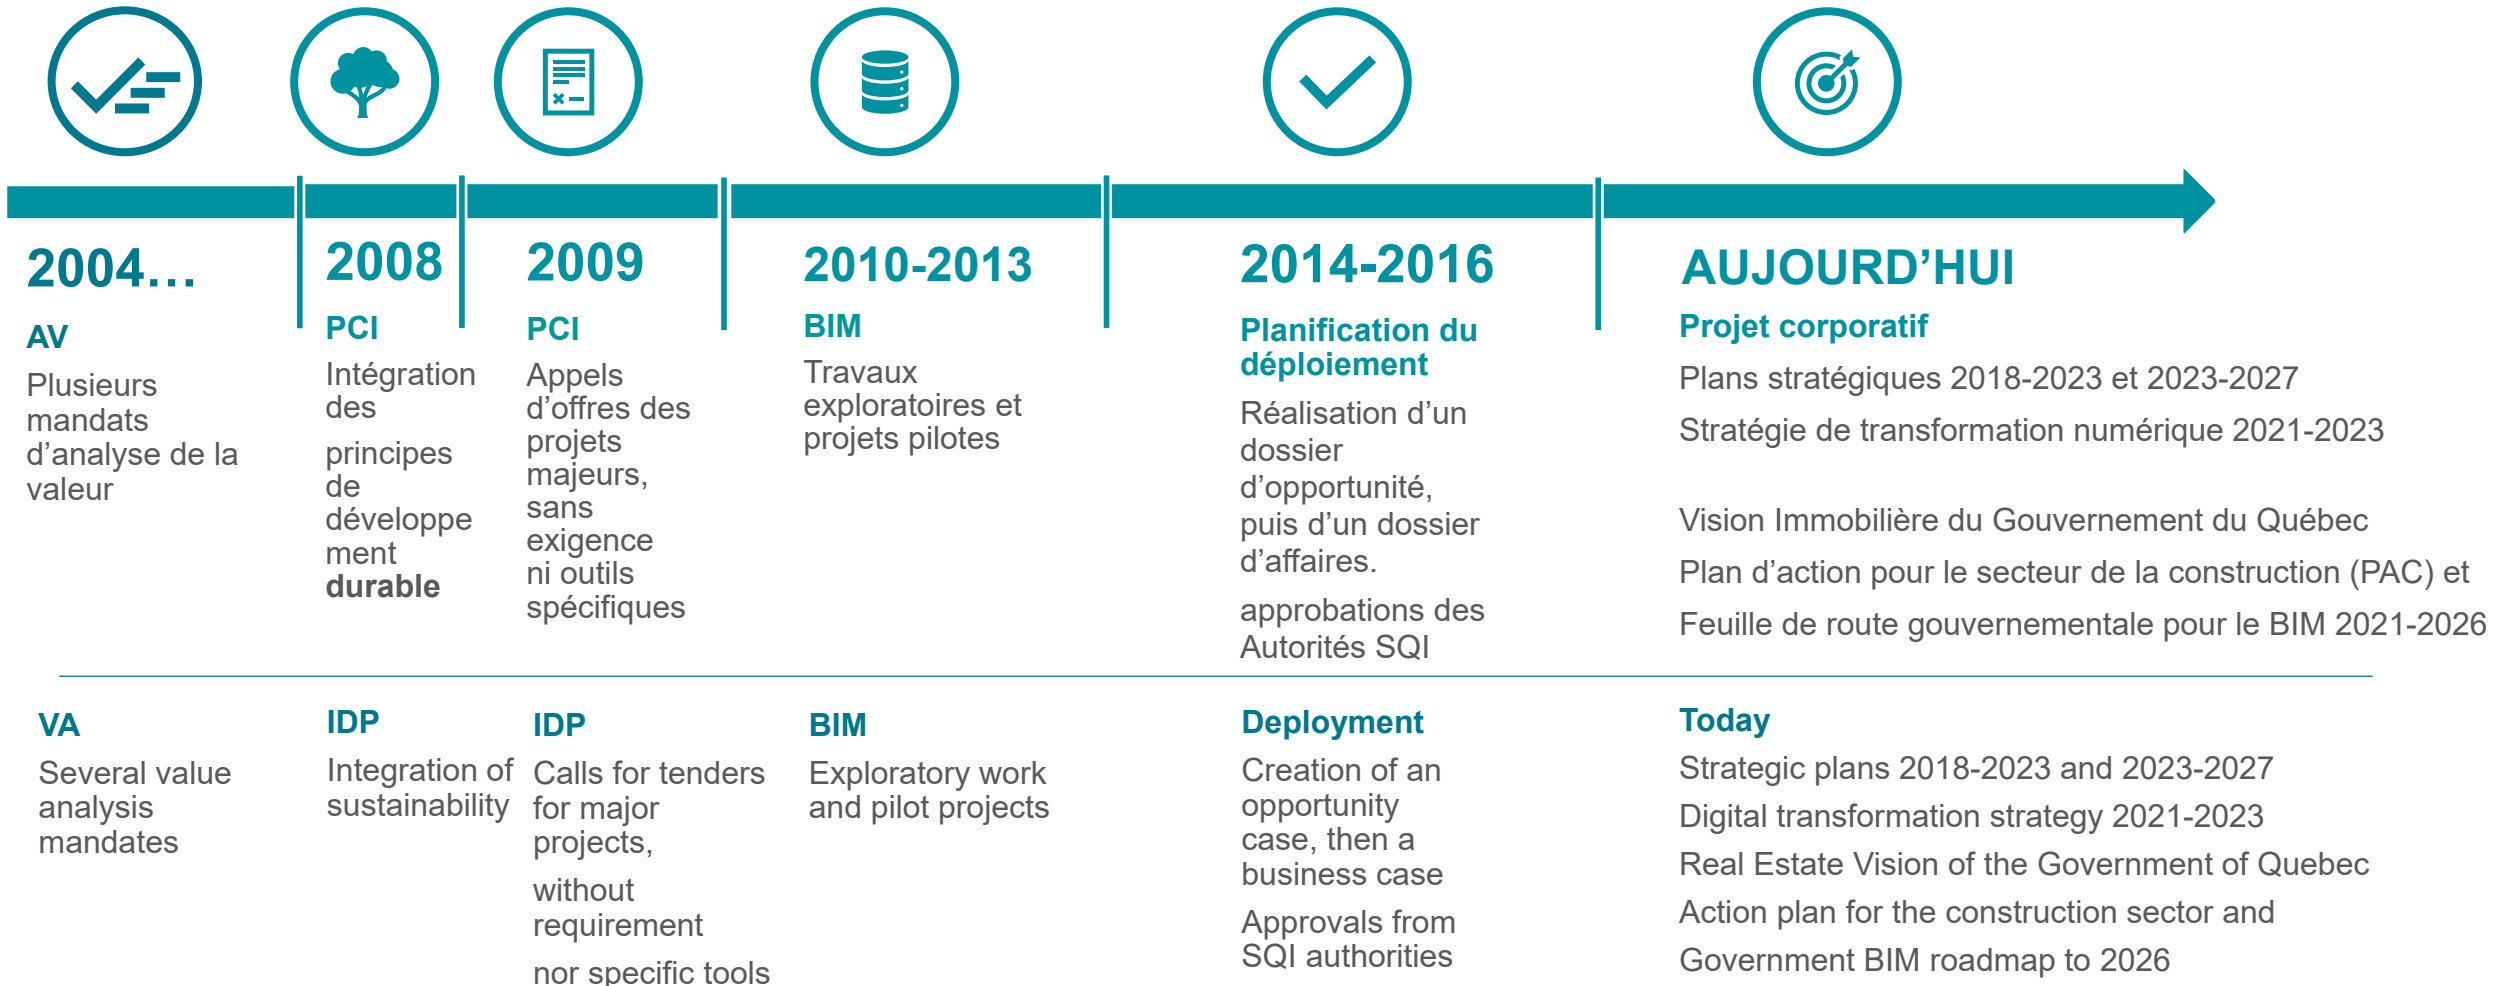 2004…
AV
Plusieurs
mandats
d’analyse de la
valeur
2008
PCI
Intégration
des
principes
de
développe
ment
durable
2009
PCI
Appels
d’offres des
projets
majeurs,
sans
exigence
ni outils
spécifiques
2010-2013
BIM
Travaux
exploratoires et
projets pilotes
2014-2016
Planification du
déploiement
Réalisation d’un
dossier
d’opportunité,
puis d’un dossier
d’affaires.
approbations des
Autorités SQI
AUJOURD’HUI
Projet corporatif
Plans stratégiques 2018-2023 et 2023-2027
Stratégie de transformation numérique 2021-2023
Vision Immobilière du Gouvernement du Québec
Plan d’action pour le secteur de la construction (PAC) et
Feuille de route gouvernementale pour le BIM 2021-2026
VA
Several value
analysis
mandates
IDP
Integration of
sustainability
IDP
Calls for tenders
for major
projects,
without
requirement
nor specific tools
BIM
Exploratory work
and pilot projects
Deployment
Creation of an
opportunity
case, then a
business case
Approvals from
SQI authorities
Today
Strategic plans 2018-2023 and 2023-2027
Digital transformation strategy 2021-2023
Real Estate Vision of the Government of Quebec
Action plan for the construction sector and
Government BIM roadmap to 2026